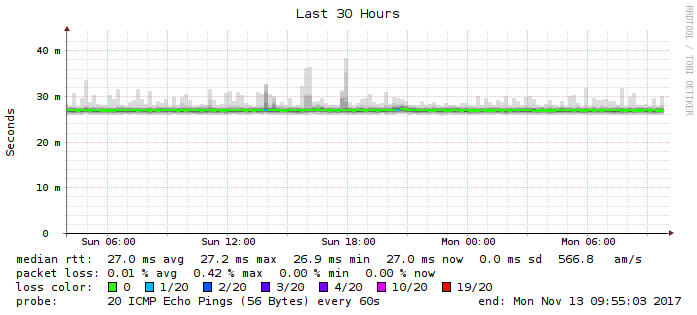 Last 30 Hours
RRDTOOL / TOBI OETIKER
Seconds
40 m
30 m
20 m
10 m
0
Sun 06:00 Sun 12:00 Sun 18:00 Mon 00:00 Mon 06:00
median rtt: 27.0 ms avg 27.2 ms max 26.9 ms min 27.0 ms now 0.0 ms sd 566.8 am/s
packet loss: 0.01 % avg 0.42 % max 0.00 % min 0.00 % now
loss color: 0 1/20 2/20 3/20 4/20 10/20 19/20
probe: 20 ICMP Echo Pings (56 Bytes) every 60s end: Mon Nov 13 09:55:03 2017